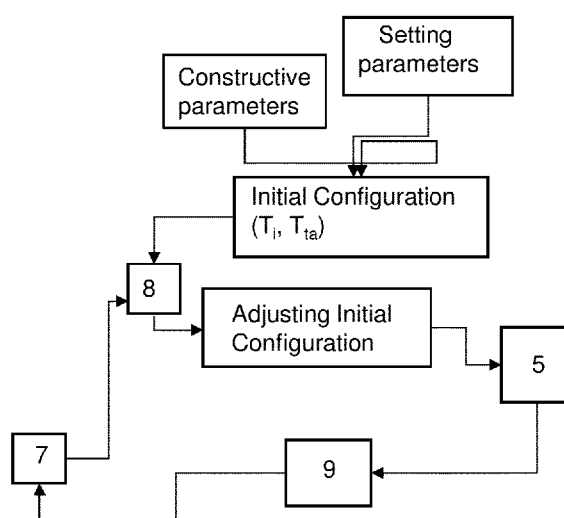 Setting
parameters
Constructive
parameters
Initial Configuration
(Ti, Tta)
8
Adjusting Initial
Configuration
5
7
9